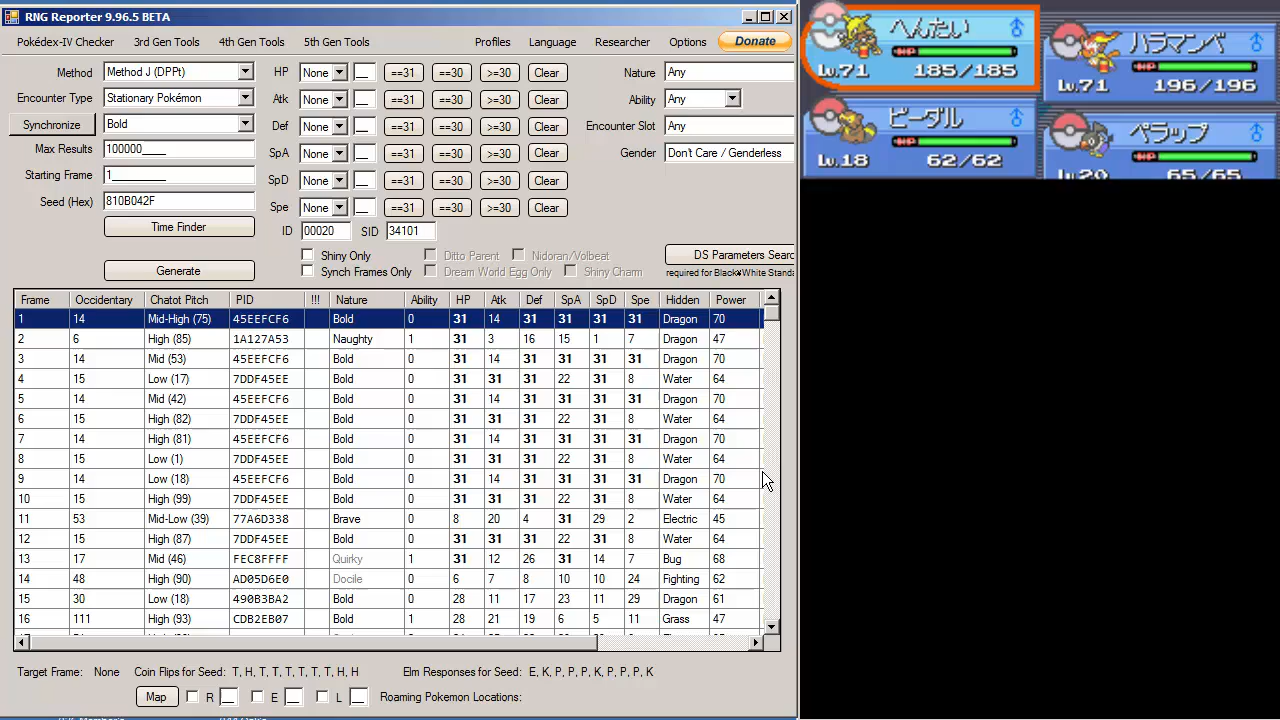 RNG Reporter 9.96.5 BETA
Pokédex-IV Checker 3rd Gen Tools 4th Gen Tools 5th Gen Tools Profiles Language Researcher Options Donate
Method Method J (DPPt) HP None ==31 ==30 >=30 Clear Nature Any
Encounter Type Stationary Pokémon Atk None ==31 ==30 >=30 Clear Ability Any
Synchronize Bold Def None ==31 ==30 >=30 Clear Encounter Slot Any
Max Results 100000 SpA None ==31 ==30 >=30 Clear Gender Don't Care / Genderless
Starting Frame 1 SpD None ==31 ==30 >=30 Clear
Seed (Hex) 810B042F Spe None ==31 ==30 >=30 Clear
Time Finder ID 00020 SID 34101
Shiny Only Ditto Parent Nidoran/Volbeat DS Parameters Searc
Generate Synch Frames Only Dream World Egg Only Shiny Charm required for Black/White Standa
Frame Occidentary Chatot Pitch PID !!! Nature Ability HP Atk Def SpA SpD Spe Hidden Power
1 14 Mid-High (75) 45EEFCF6 Bold 0 31 14 31 31 31 31 Dragon 70
2 6 High (85) 1A127A53 Naughty 1 31 3 16 15 1 7 Dragon 47
3 14 Mid (53) 45EEFCF6 Bold 0 31 14 31 31 31 31 Dragon 70
4 15 Low (17) 7DDF45EE Bold 0 31 31 31 22 31 8 Water 64
5 14 Mid (42) 45EEFCF6 Bold 0 31 14 31 31 31 31 Dragon 70
6 15 High (82) 7DDF45EE Bold 0 31 31 31 22 31 8 Water 64
7 14 High (81) 45EEFCF6 Bold 0 31 14 31 31 31 31 Dragon 70
8 15 Low (1) 7DDF45EE Bold 0 31 31 31 22 31 8 Water 64
9 14 Low (18) 45EEFCF6 Bold 0 31 14 31 31 31 31 Dragon 70
10 15 High (99) 7DDF45EE Bold 0 31 31 31 22 31 8 Water 64
11 53 Mid-Low (39) 77A6D338 Brave 0 8 20 4 31 29 2 Electric 45
12 15 High (87) 7DDF45EE Bold 0 31 31 31 22 31 8 Water 64
13 17 Mid (46) FEC8FFFF Quirky 1 31 12 26 31 14 7 Bug 68
14 48 High (90) AD05D6E0 Docile 0 6 7 8 10 10 24 Fighting 62
15 30 Low (18) 490B3BA2 Bold 0 28 11 17 23 11 29 Dragon 61
16 111 High (93) CDB2EB07 Bold 1 28 21 19 6 5 11 Grass 47
Target Frame: None Coin Flips for Seed: T, H, T, T, T, T, T, T, H, H Elm Responses for Seed: E, K, P, P, P, K, P, P, P, K
Map R E L Roaming Pokemon Locations:
へんたい ♂
HP
Lv.71 185/185
ハラマンベ ♂
HP
Lv.71 196/196
ビーダル ♂
HP
Lv.18 62/62
ペラップ ♂
HP
Lv.20 65/65